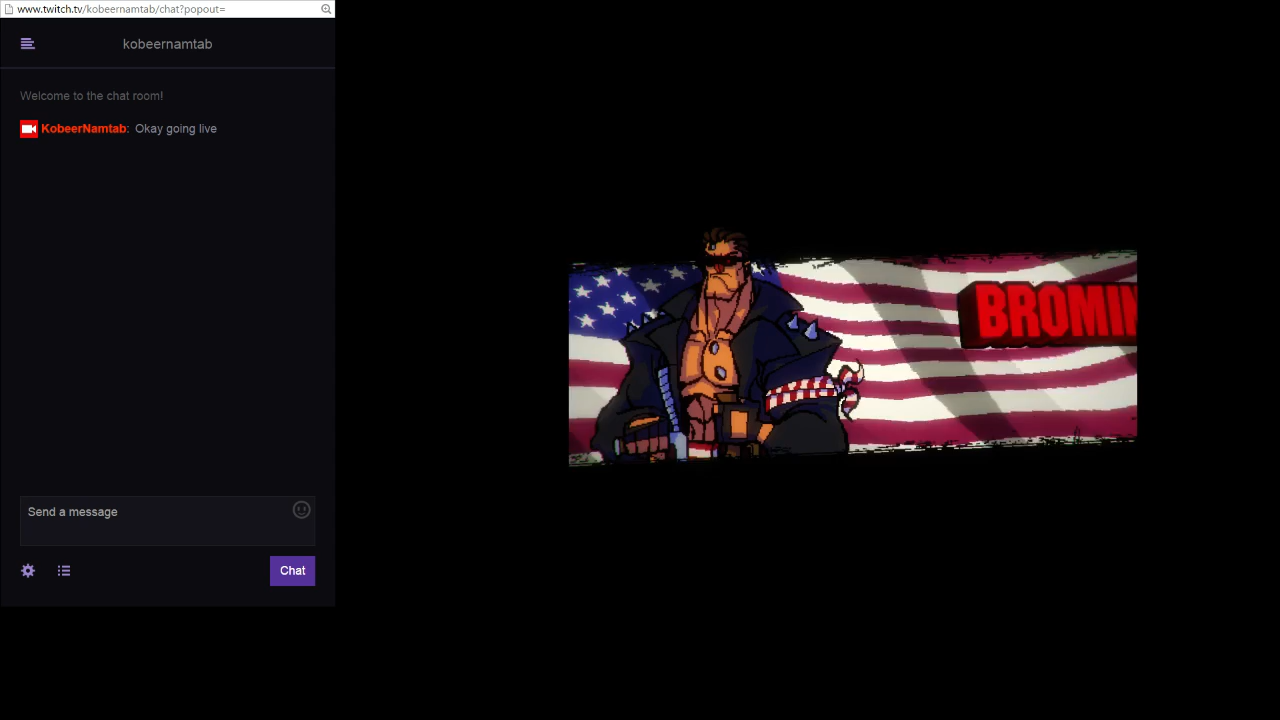 www.twitch.tv/kobeernamtab/chat?popout=
kobeernamtab
Welcome to the chat room!
KobeerNamtab: Okay going live
BROMIN
Send a message
Chat